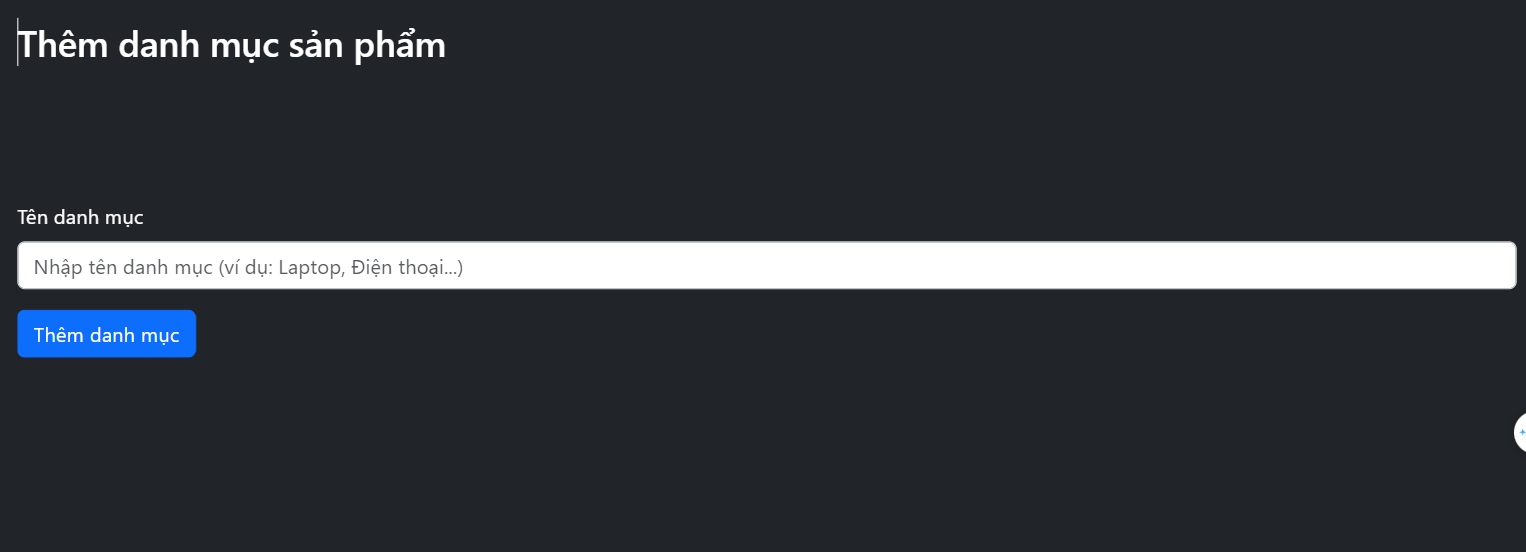 Thêm danh mục sản phẩm
Tên danh mục
Nhập tên danh mục (ví dụ: Laptop, Điện thoại...)
Thêm danh mục